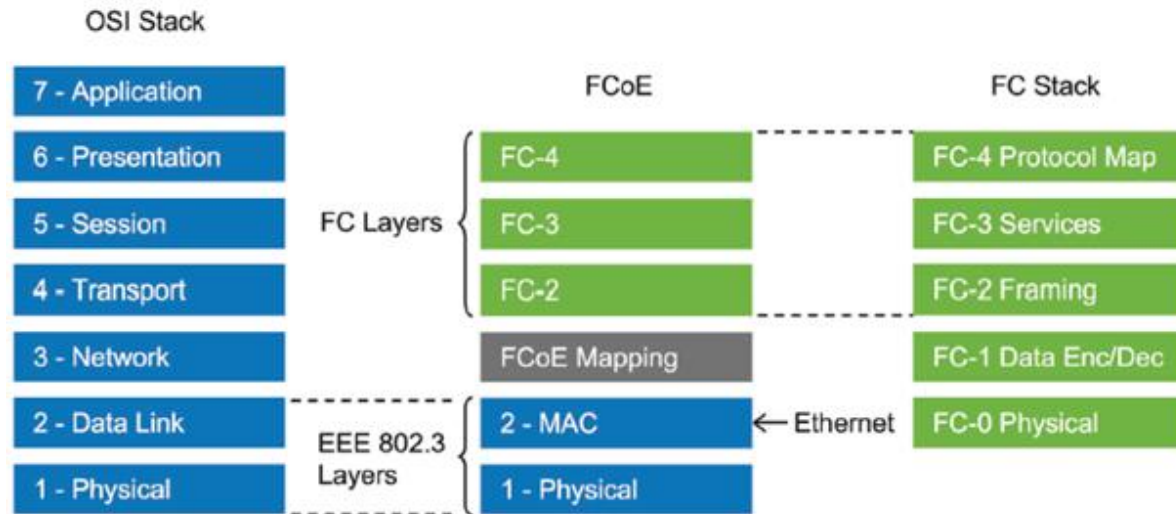 OSI Stack
7 - Application
6 - Presentation
5 - Session
4 - Transport
3 - Network
2 - Data Link
1 - Physical
FC Layers
EEE 802.3
Layers
FCoE
FC-4
FC-3
FC-2
FCoE Mapping
2 - MAC
1 - Physical
Ethernet
FC Stack
FC-4 Protocol Map
FC-3 Services
FC-2 Framing
FC-1 Data Enc/Dec
FC-0 Physical